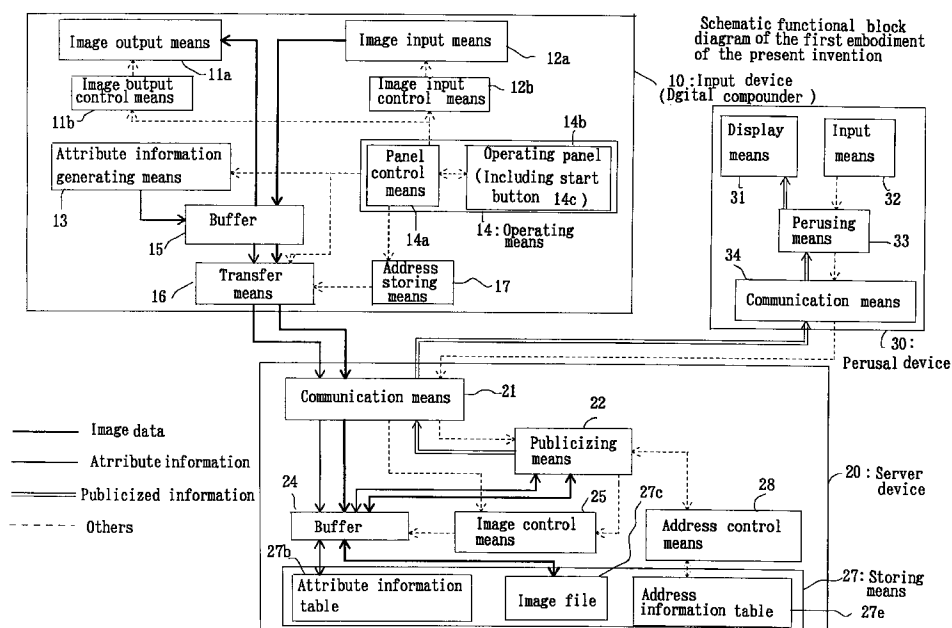 Schematic functional block
diagram of the first embodiment
of the present invention
Image output means
11a
Image input means
12a
Image output
control means
11b
Image input
control means
12b
10:Input device
(Dgital compounder)
Attribute information
generating means
13
Panel
control
means
14a
14b
Operating panel
(Including start
button 14c )
14:Operating
means
Buffer
15
Transfer
means
16
Address
storing
means
17
Display
means
31
Input
means
32
Perusing means
33
34
Communication means
30:
Perusal device
Communication means
21
22
Publicizing
means
Image data
Atrribute information
Publicized information
Others
24
Buffer
25
Image control
means
27c
28
Address control
means
20:Server
device
27b
Attribute information
table
Image file
Address
information table
27e
27:Storing
means